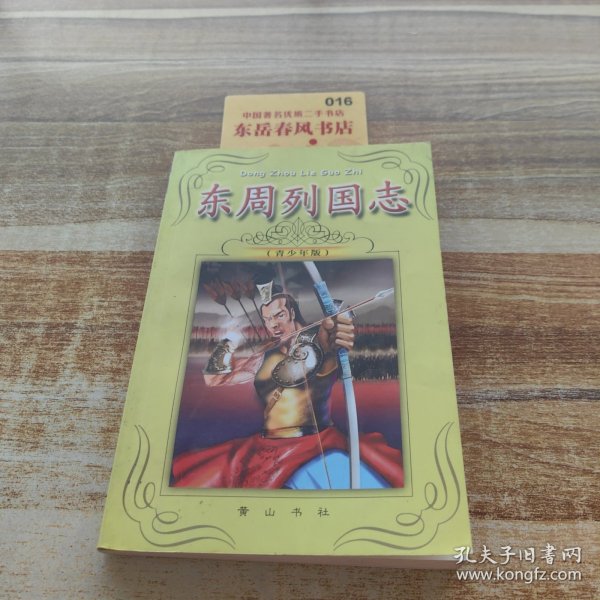 016
中国著名优质二手书店
东岳春风书店
Dong Zhou Lie Guo Zhi
东周列国志
(青少年版)
黄山书社
孔夫子旧书网
www.kongfz.com